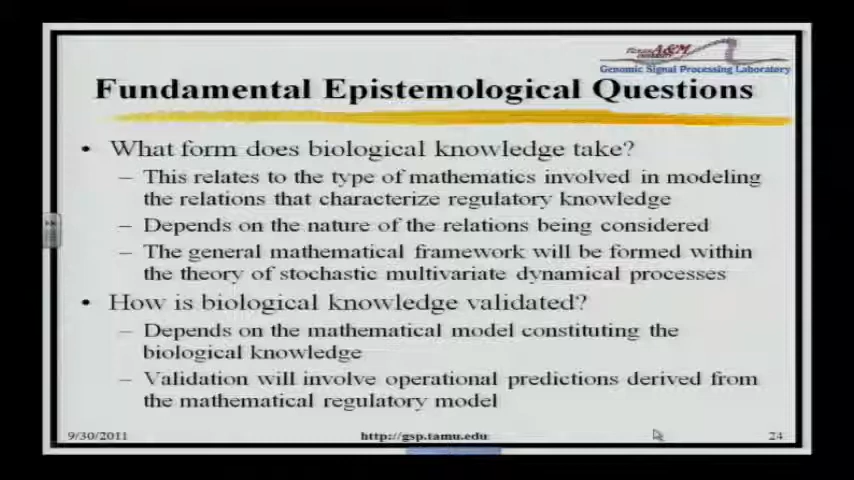 TEXAS A&M
UNIVERSITY
Genomic Signal Processing Laboratory
Fundamental Epistemological Questions
• What form does biological knowledge take?
– This relates to the type of mathematics involved in modeling
the relations that characterize regulatory knowledge
– Depends on the nature of the relations being considered
– The general mathematical framework will be formed within
the theory of stochastic multivariate dynamical processes
• How is biological knowledge validated?
– Depends on the mathematical model constituting the
biological knowledge
– Validation will involve operational predictions derived from
the mathematical regulatory model
9/30/2011 http://gsp.tamu.edu 24